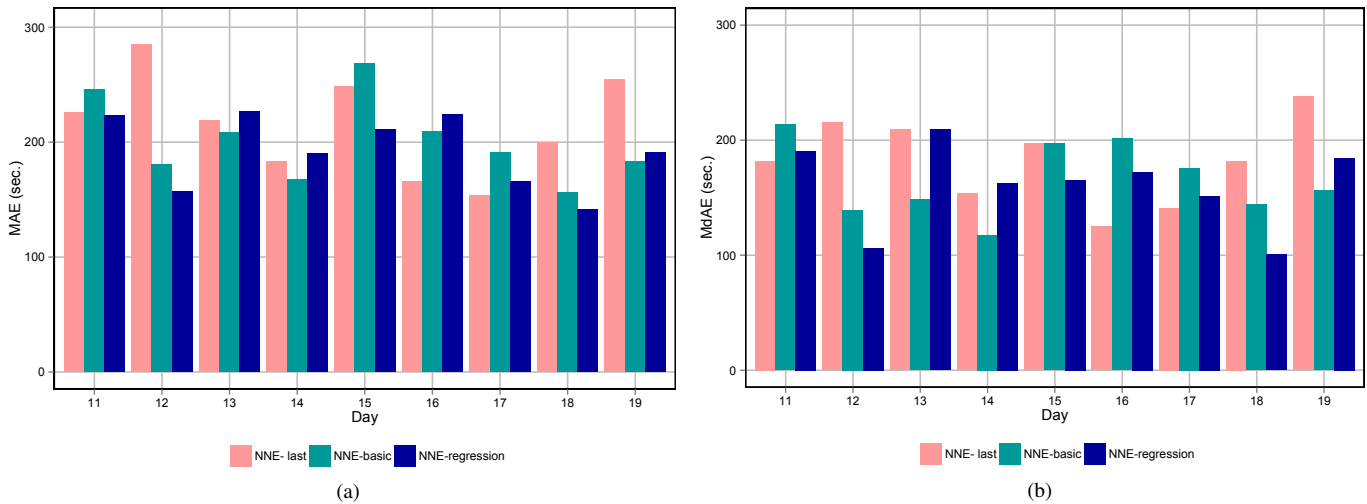 300
200
100
0
MAE (sec.)
11 12 13 14 15 16 17 18 19
Day
NNE- last NNE-basic NNE-regression
(a)
300
200
100
0
MdAE (sec.)
11 12 13 14 15 16 17 18 19
Day
NNE- last NNE-basic NNE-regression
(b)